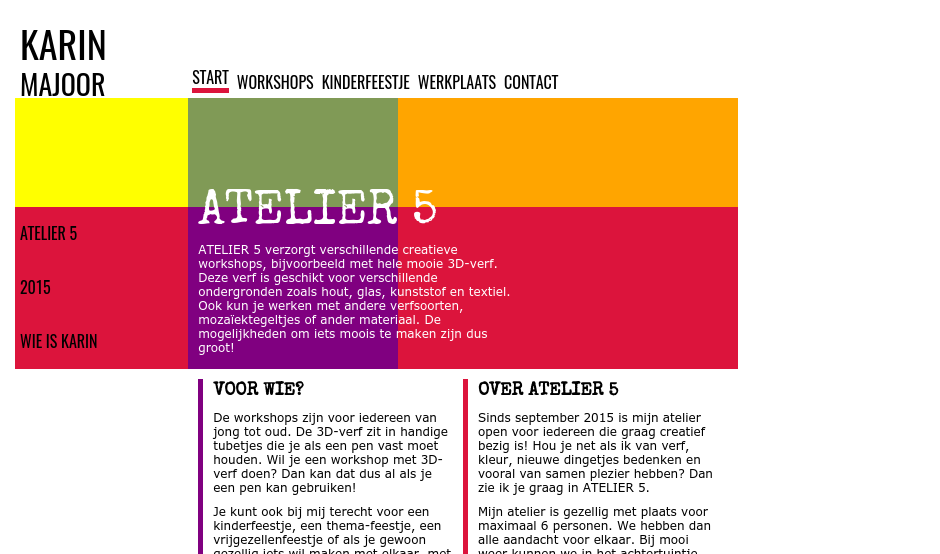 KARIN
MAJOOR
START WORKSHOPS KINDERFEESTJE WERKPLAATS CONTACT
ATELIER 5
2015
WIE IS KARIN
ATELIER 5
ATELIER 5 verzorgt verschillende creatieve
workshops, bijvoorbeeld met hele mooie 3D-verf.
Deze verf is geschikt voor verschillende
ondergronden zoals hout, glas, kunststof en textiel.
Ook kun je werken met andere verfsoorten,
mozaïektegeltjes of ander materiaal. De
mogelijkheden om iets moois te maken zijn dus
groot!
VOOR WIE?
De workshops zijn voor iedereen van
jong tot oud. De 3D-verf zit in handige
tubetjes die je als een pen vast moet
houden. Wil je een workshop met 3D-
verf doen? Dan kan dat dus al als je
een pen kan gebruiken!
Je kunt ook bij mij terecht voor een
kinderfeestje, een thema-feestje, een
vrijgezellenfeestje of als je gewoon
gezellig iets wil maken met elkaar, met
OVER ATELIER 5
Sinds september 2015 is mijn atelier
open voor iedereen die graag creatief
bezig is! Hou je net als ik van verf,
kleur, nieuwe dingetjes bedenken en
vooral van samen plezier hebben? Dan
zie ik je graag in ATELIER 5.
Mijn atelier is gezellig met plaats voor
maximaal 6 personen. We hebben dan
alle aandacht voor elkaar. Bij mooi
weer kunnen we in het achtertuintje